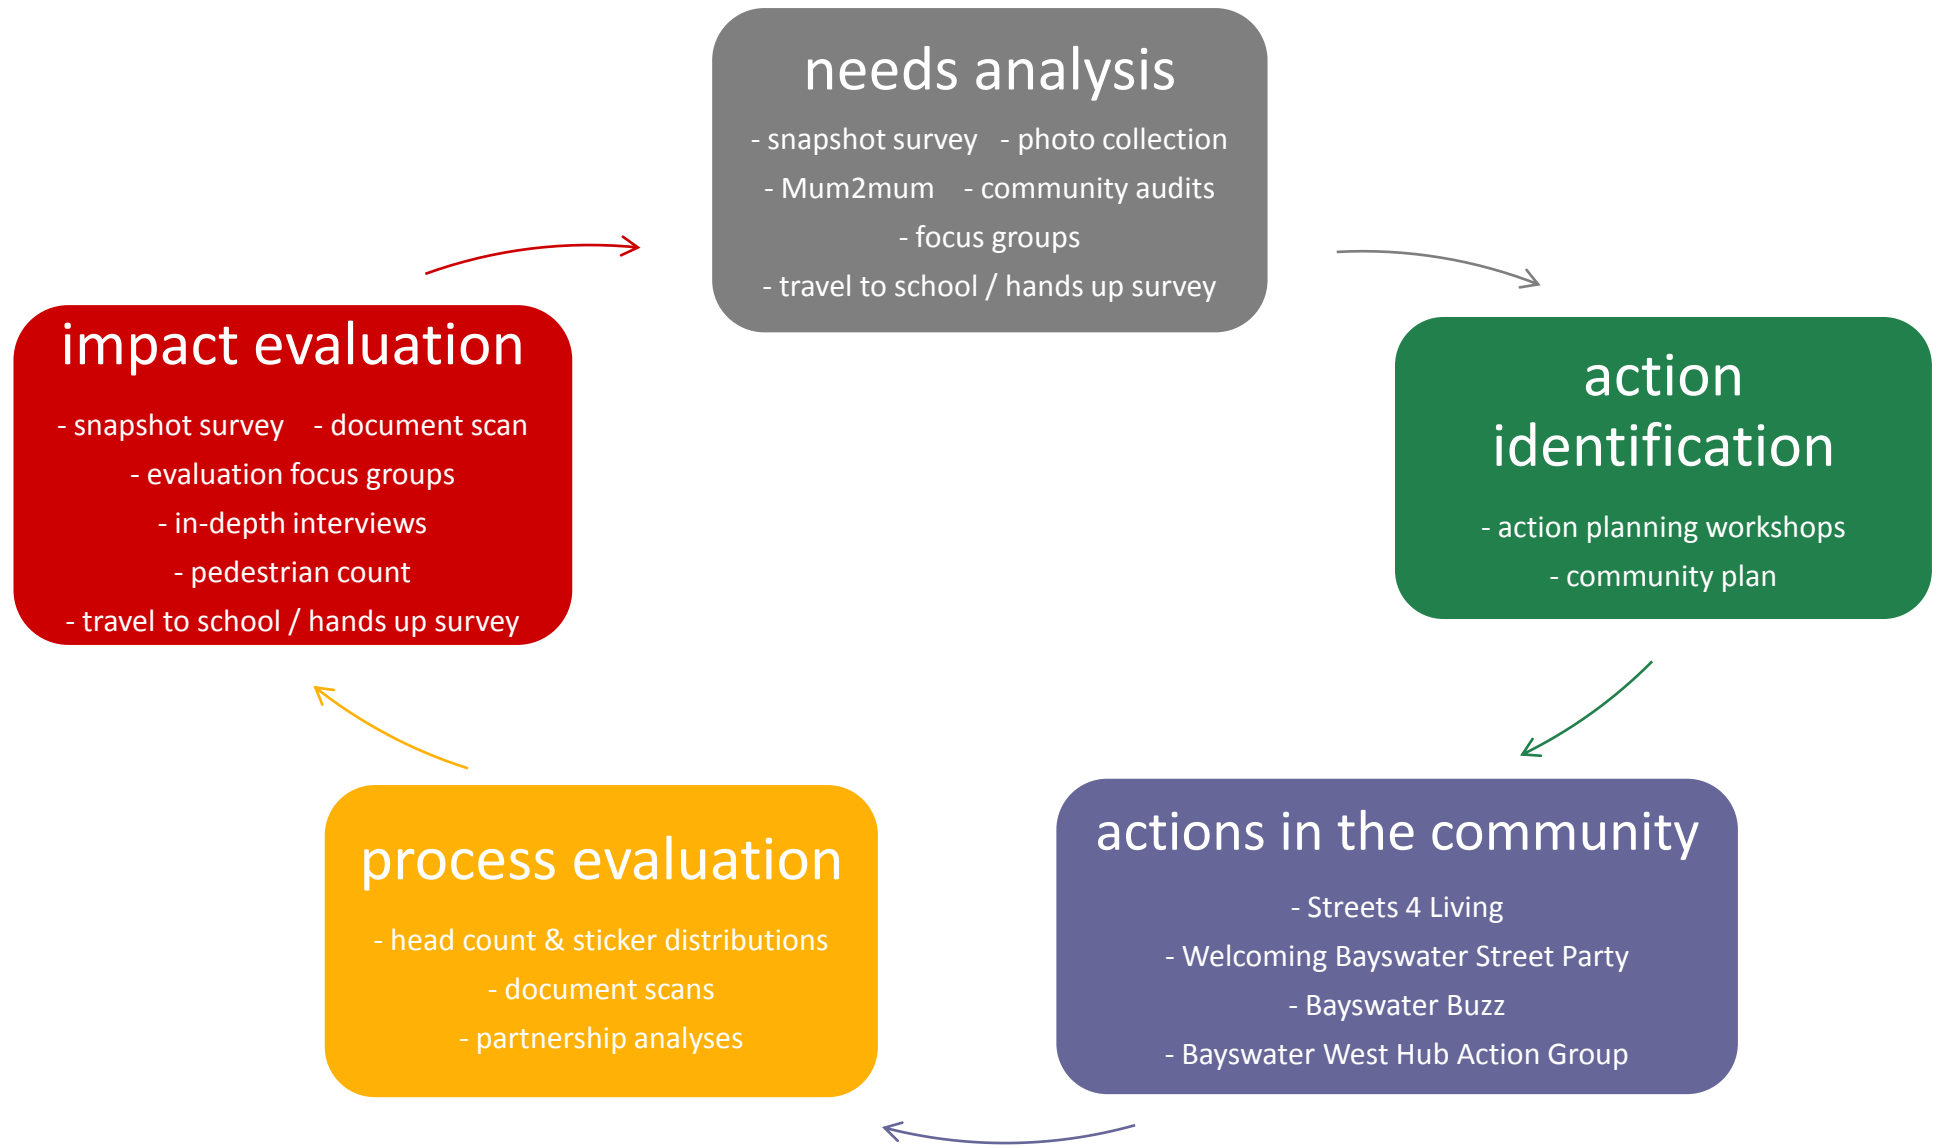 needs analysis
- snapshot survey - photo collection
- Mum2mum - community audits
- focus groups
- travel to school / hands up survey
action
identification
- action planning workshops
- community plan
actions in the community
- Streets 4 Living
- Welcoming Bayswater Street Party
- Bayswater Buzz
- Bayswater West Hub Action Group
process evaluation
- head count & sticker distributions
- document scans
- partnership analyses
impact evaluation
- snapshot survey - document scan
- evaluation focus groups
- in-depth interviews
- pedestrian count
- travel to school / hands up survey